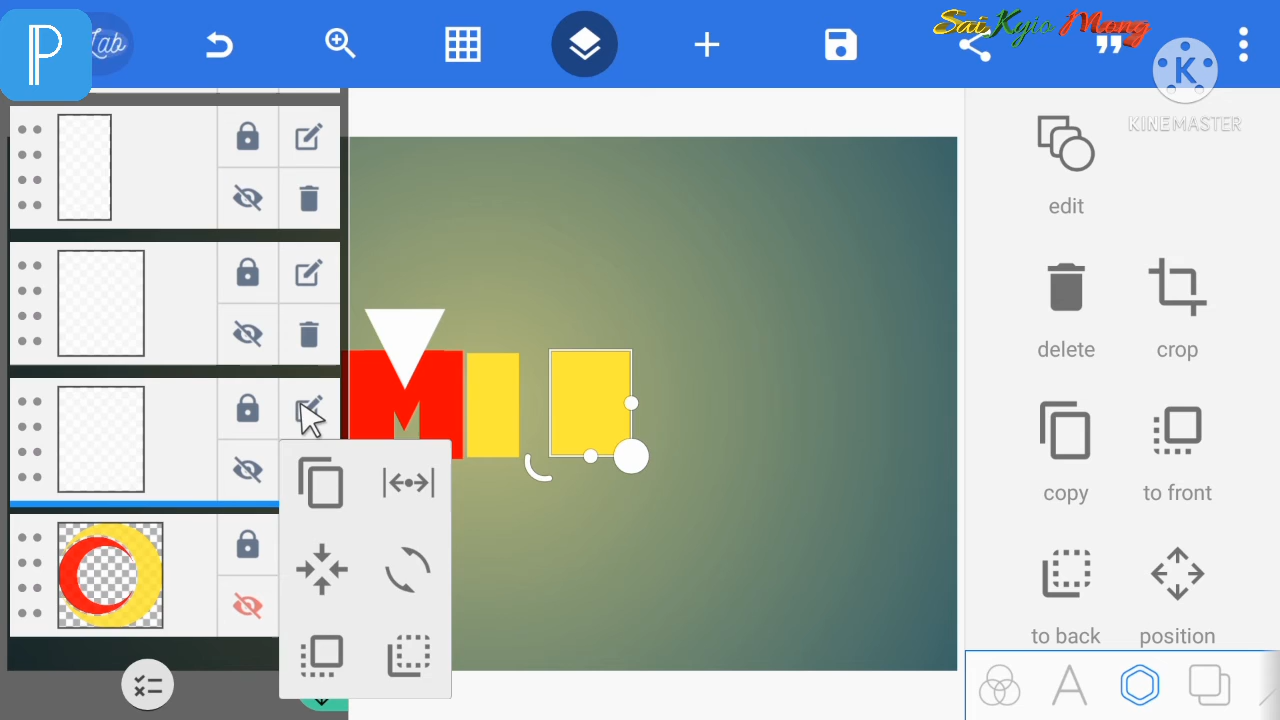 Sai Kyio Mong
Lab
K
KINEMASTER
M
edit
delete
crop
copy
to front
to back
position